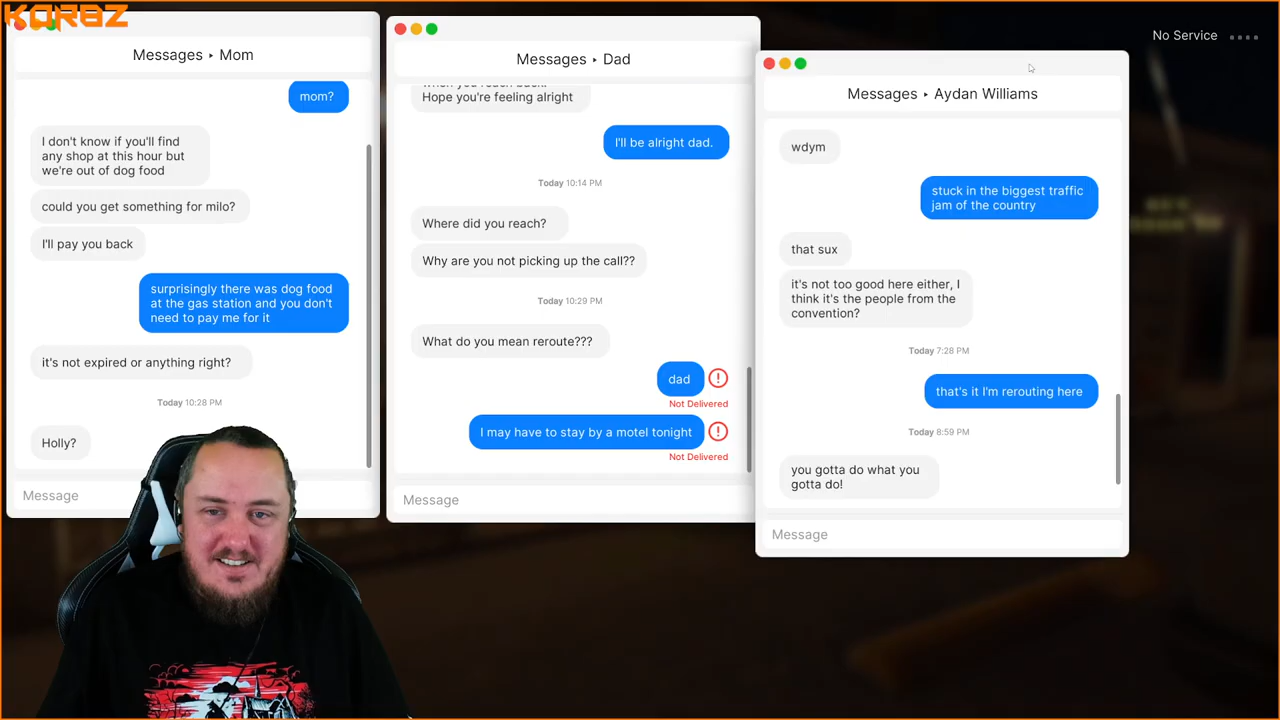 KORBZ
No Service
Messages ‣ Mom
mom?
I don't know if you'll find
any shop at this hour but
we're out of dog food
could you get something for milo?
I'll pay you back
surprisingly there was dog food
at the gas station and you don't
need to pay me for it
it's not expired or anything right?
Today 10:28 PM
Holly?
Message
Messages ‣ Dad
Hope you're feeling alright
I'll be alright dad.
Today 10:14 PM
Where did you reach?
Why are you not picking up the call??
Today 10:29 PM
What do you mean reroute???
dad
Not Delivered
I may have to stay by a motel tonight
Not Delivered
Message
Messages ‣ Aydan Williams
wdym
stuck in the biggest traffic
jam of the country
that sux
it's not too good here either, I
think it's the people from the
convention?
Today 7:28 PM
that's it I'm rerouting here
Today 8:59 PM
you gotta do what you
gotta do!
Message